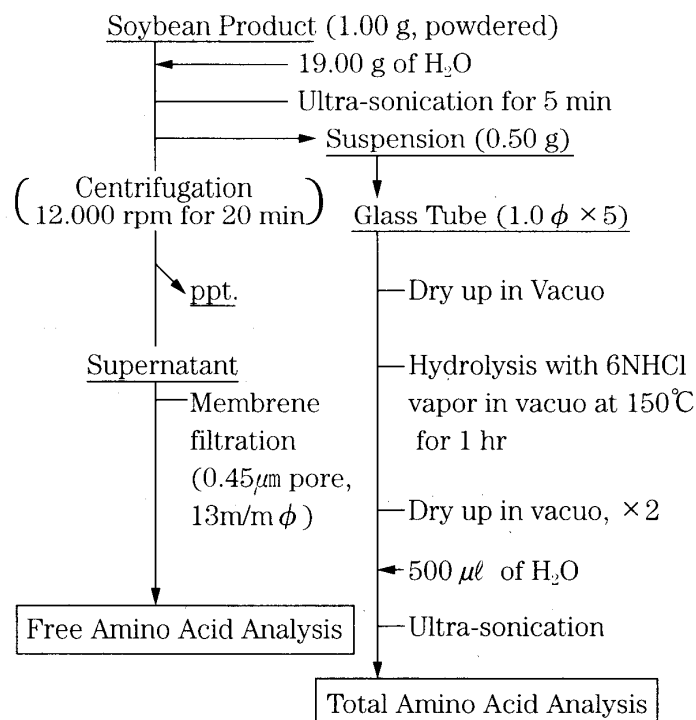 Soybean Product (1.00 g, powdered)
19.00 g of H₂O
Ultra-sonication for 5 min
Suspension (0.50 g)
(Centrifugation
12.000 rpm for 20 min)
Glass Tube (1.0 ϕ ×5)
ppt.
Dry up in Vacuo
Supernatant
Hydrolysis with 6NHCl
vapor in vacuo at 150℃
for 1 hr
Membrene
filtration
(0.45㎛ pore,
13m/m ϕ)
Dry up in vacuo, ×2
500 μℓ of H₂O
Free Amino Acid Analysis
Ultra-sonication
Total Amino Acid Analysis